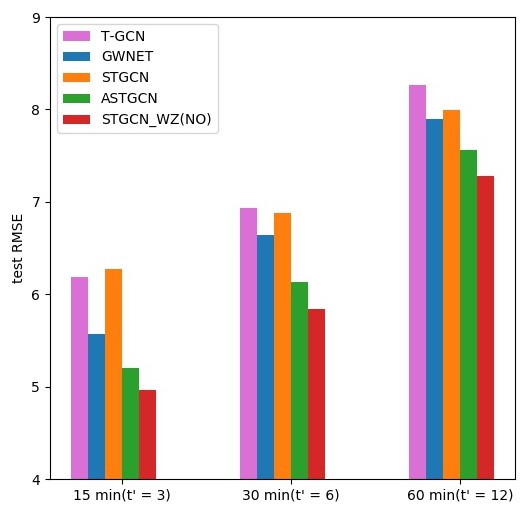 9
8
7
6
5
4
test RMSE
T-GCN
GWNET
STGCN
ASTGCN
STGCN_WZ(NO)
15 min(t' = 3)
30 min(t' = 6)
60 min(t' = 12)